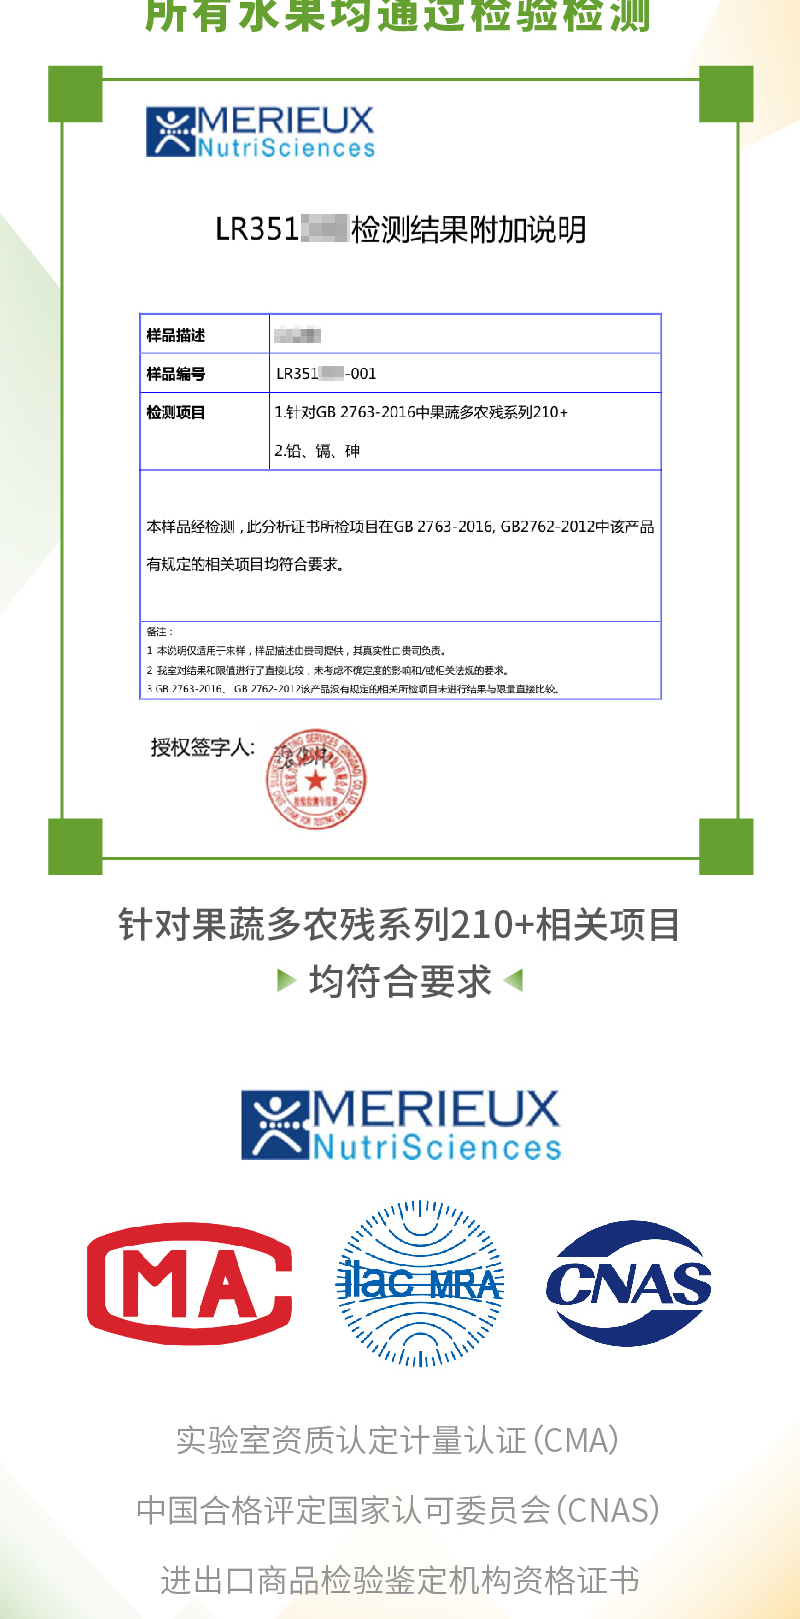 所有水果均通过检验检测
MERIEUX
NutriSciences
LR351 检测结果附加说明
样品描述
样品编号 LR351 -001
检测项目 1.针对GB 2763-2016中果蔬多农残系列210+
2.铅、镉、砷
本样品经检测,此分析证书所检项目在GB 2763-2016, GB2762-2012中该产品
有规定的相关项目均符合要求。
备注：
1 本说明仅适用于来样，样品描述由贵司提供，其真实性由贵司负责。
2 我室对结果和限值进行了直接比较，未考虑不确定度的影响和/或相关法规的要求。
3 GB 2763-2016、 GB 2762-2012该产品没有规定的相关所检项目未进行结果与限量直接比较。
授权签字人:
针对果蔬多农残系列210+相关项目
均符合要求
MERIEUX
NutriSciences
MA
ilac MRA
CNAS
实验室资质认定计量认证(CMA)
中国合格评定国家认可委员会(CNAS)
进出口商品检验鉴定机构资格证书